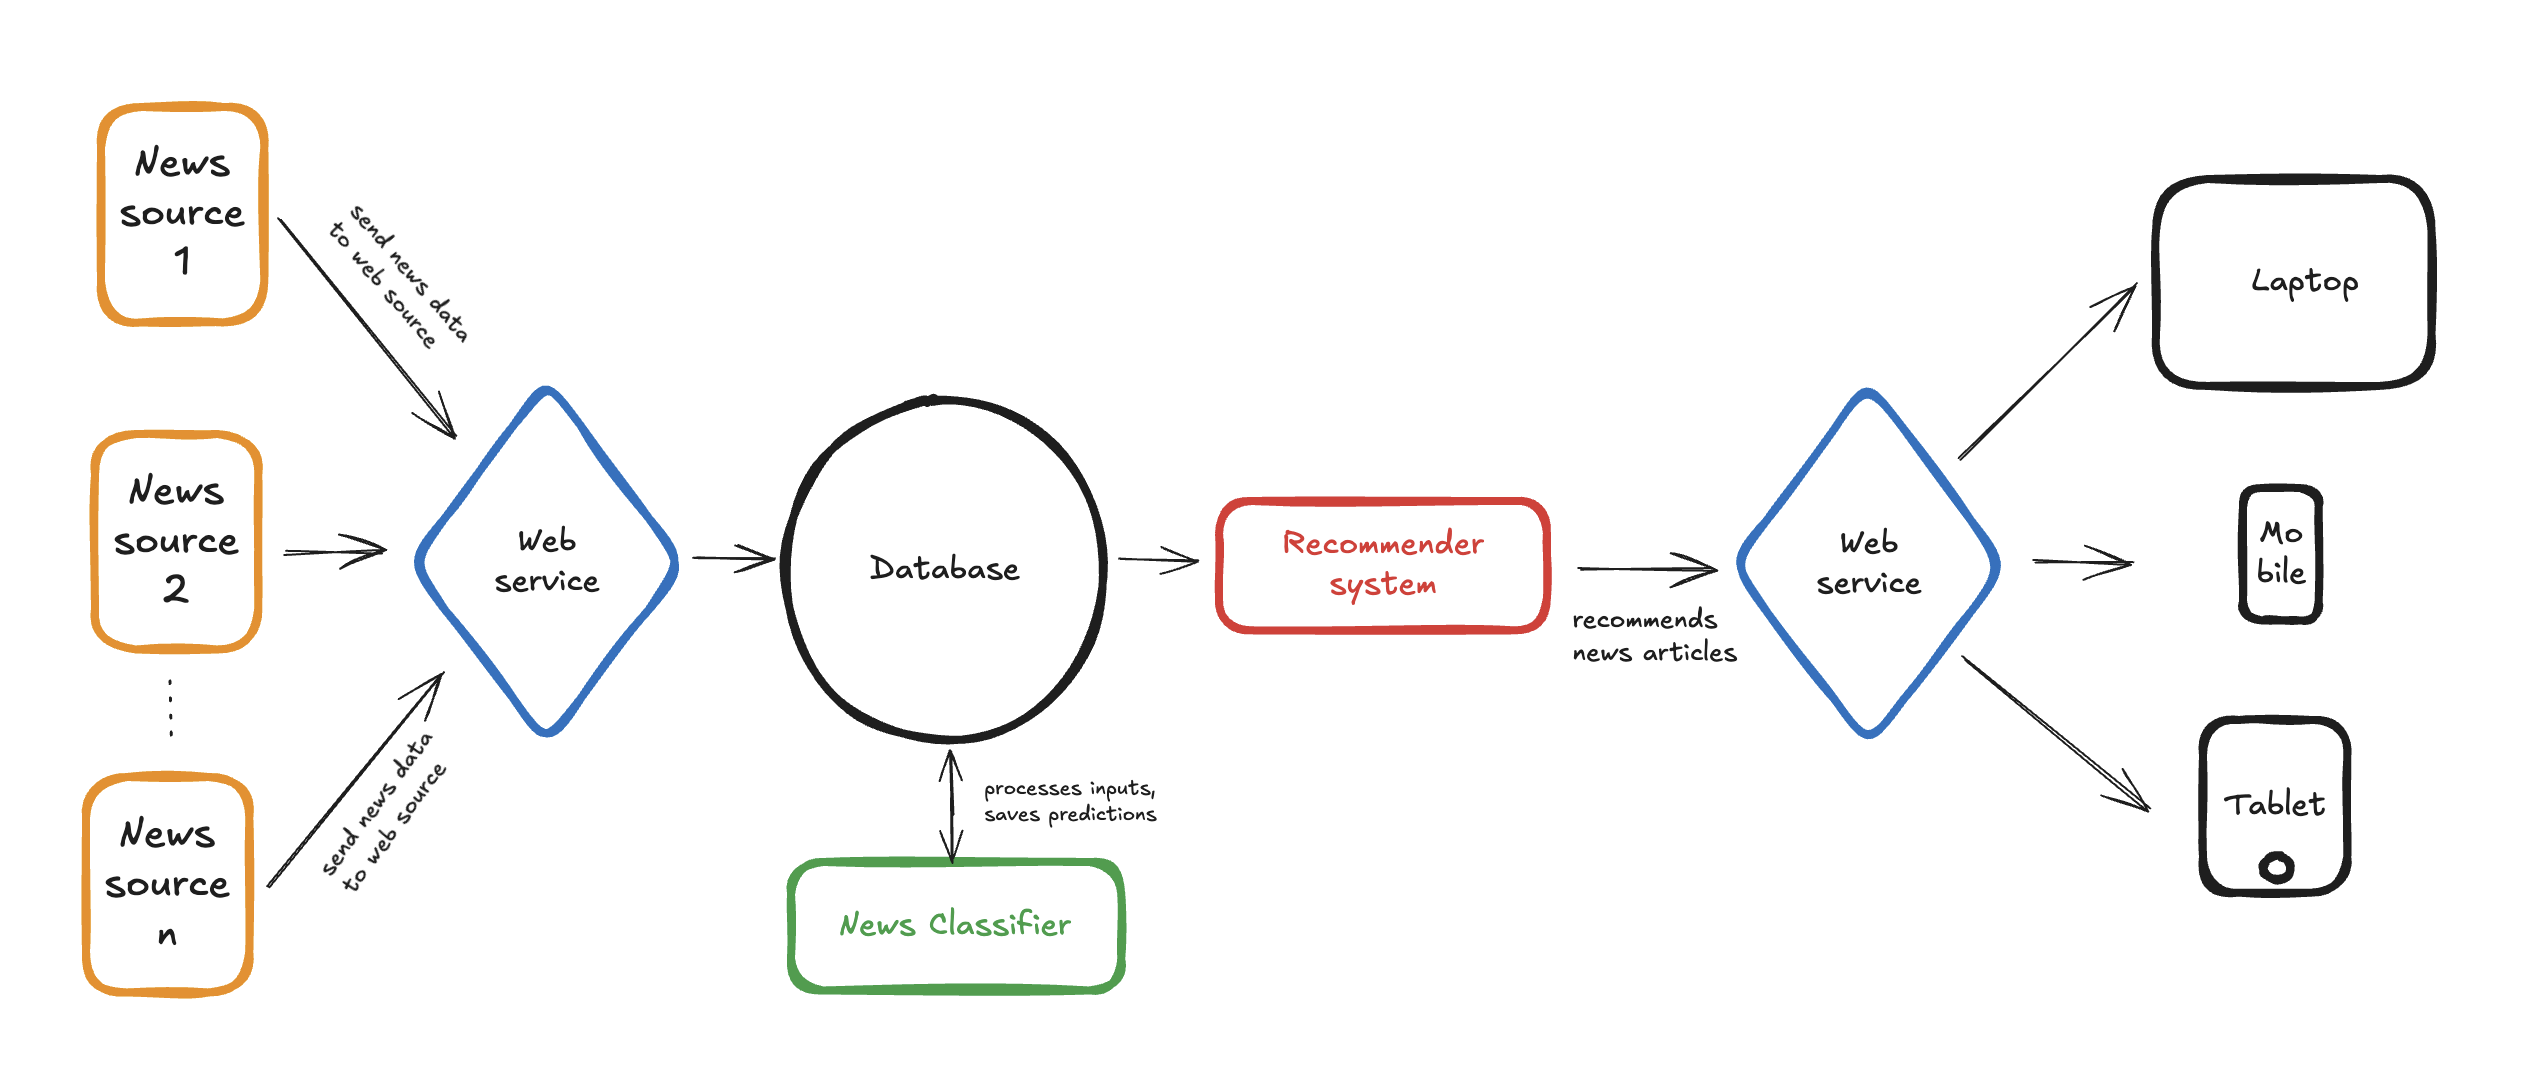 News
source
1
send news data
to web source
News
source
2
News
source
n
send news data
to web source
Web
service
Database
processes inputs,
saves predictions
News Classifier
Recommender
system
recommends
news articles
Web
service
Laptop
Mo
bile
Tablet